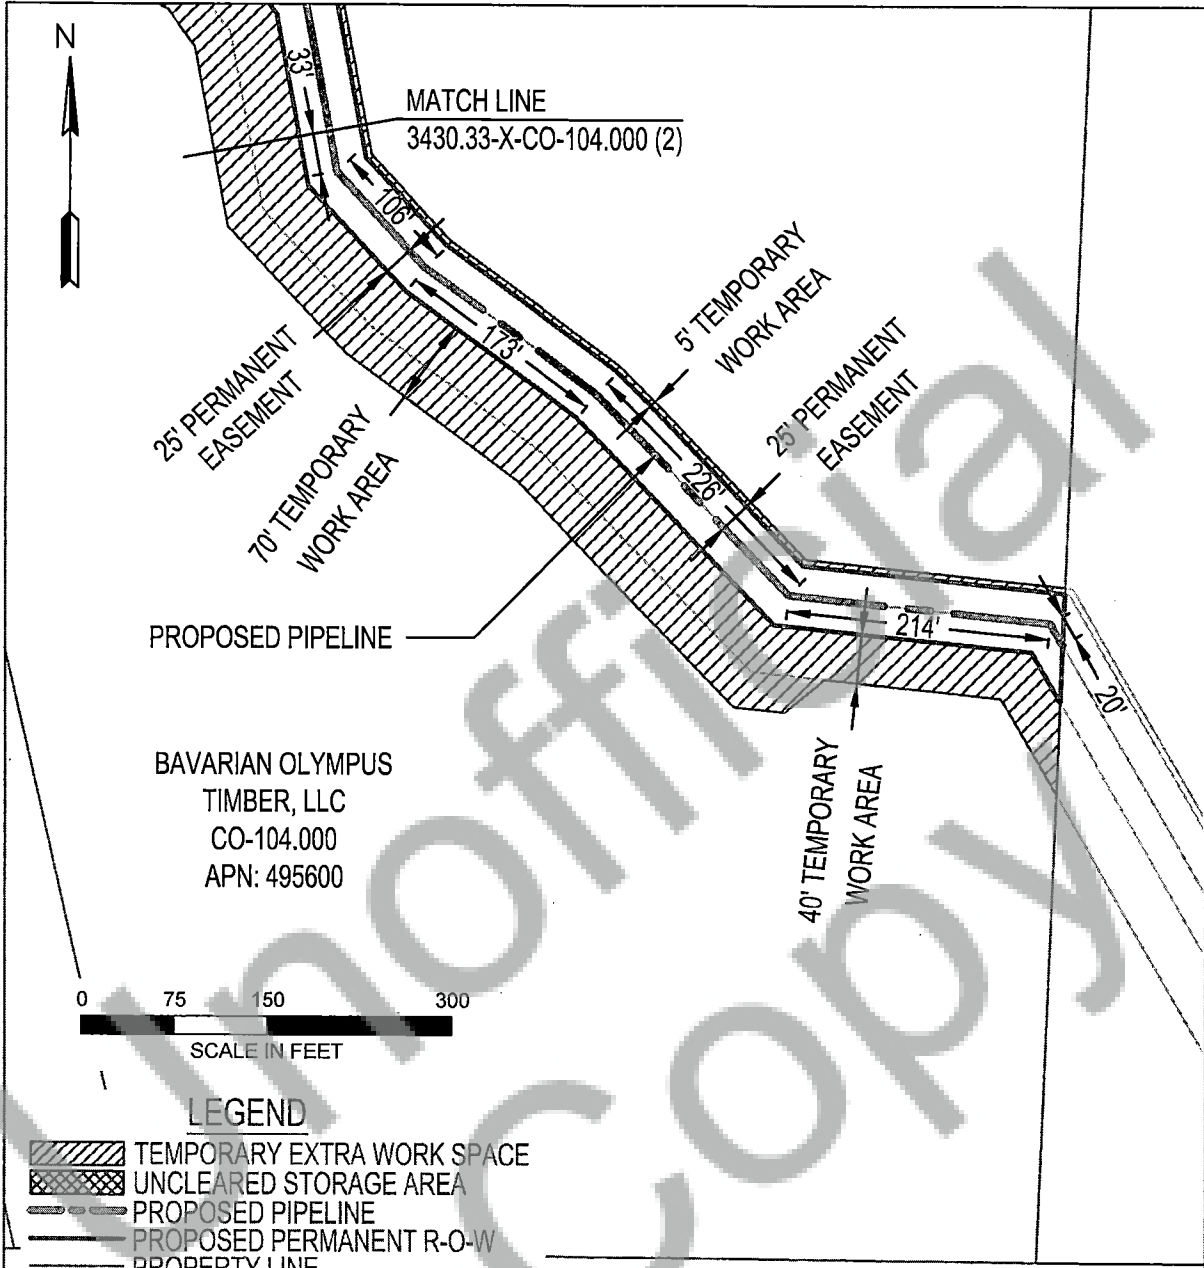 N
33'
MATCH LINE
3430.33-X-CO-104.000 (2)
106'
5' TEMPORARY
WORK AREA
173'
25' PERMANENT
EASEMENT
25' PERMANENT
EASEMENT
70' TEMPORARY
WORK AREA
226'
PROPOSED PIPELINE
214'
20'
40' TEMPORARY
WORK AREA
BAVARIAN OLYMPUS
TIMBER, LLC
CO-104.000
APN: 495600
0 75 150 300
SCALE IN FEET
LEGEND
TEMPORARY EXTRA WORK SPACE
UNCLEARED STORAGE AREA
PROPOSED PIPELINE
PROPOSED PERMANENT R-O-W
PROPERTY LINE
Unofficial
Copy